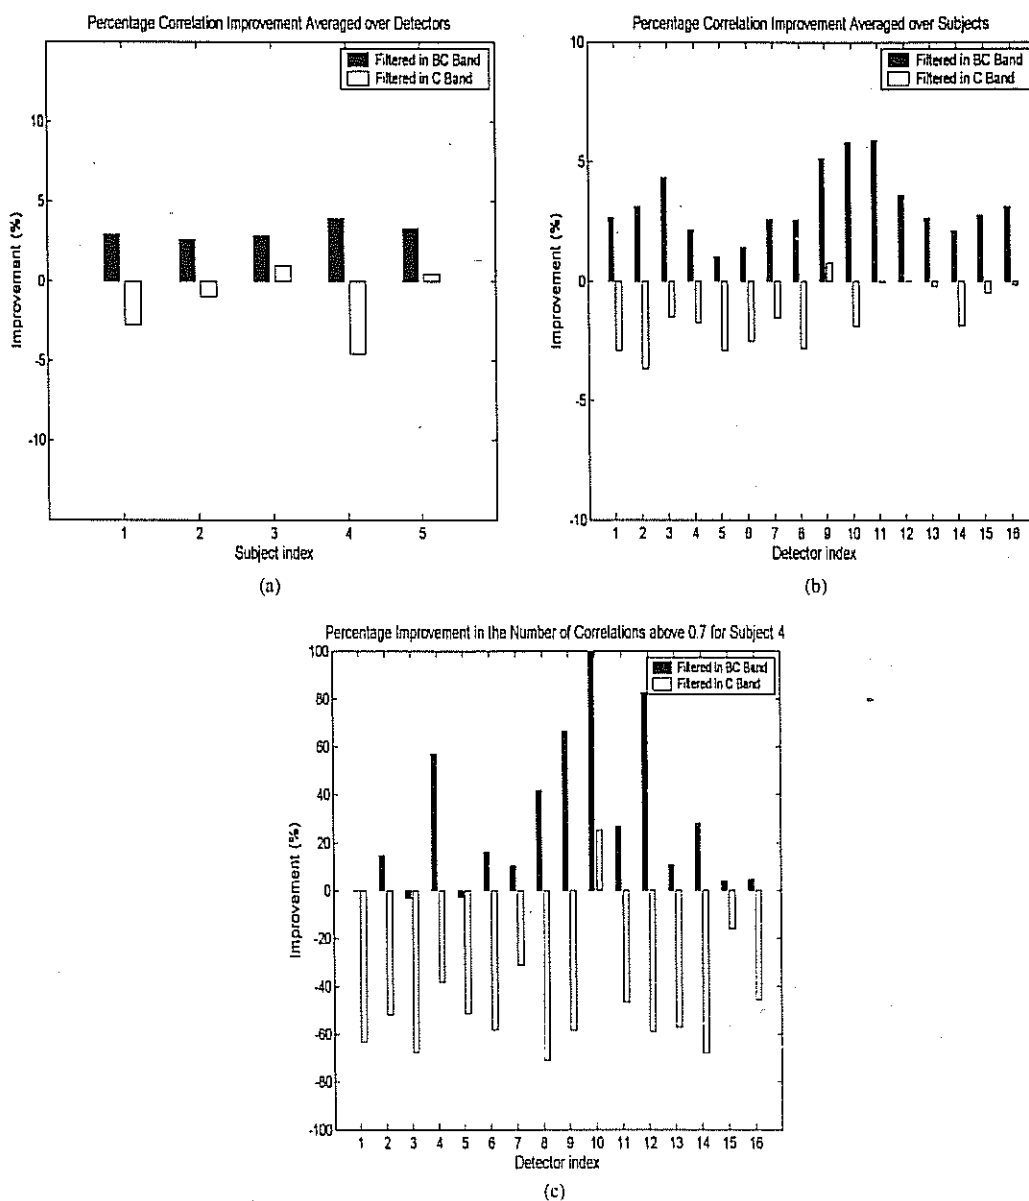 Percentage Correlation Improvement Averaged over Detectors
Filtered in BC Band
Filtered in C Band
10
5
0
-5
-10
Improvement (%)
1 2 3 4 5
Subject index
(a)
Percentage Correlation Improvement Averaged over Subjects
Filtered in BC Band
Filtered in C Band
10
5
0
-5
-10
Improvement (%)
1 2 3 4 5 6 7 8 9 10 11 12 13 14 15 16
Detector index
(b)
Percentage Improvement in the Number of Correlations above 0.7 for Subject 4
Filtered in BC Band
Filtered in C Band
100
80
60
40
20
0
-20
-40
-60
-80
-100
Improvement (%)
1 2 3 4 5 6 7 8 9 10 11 12 13 14 15 16
Detector index
(c)